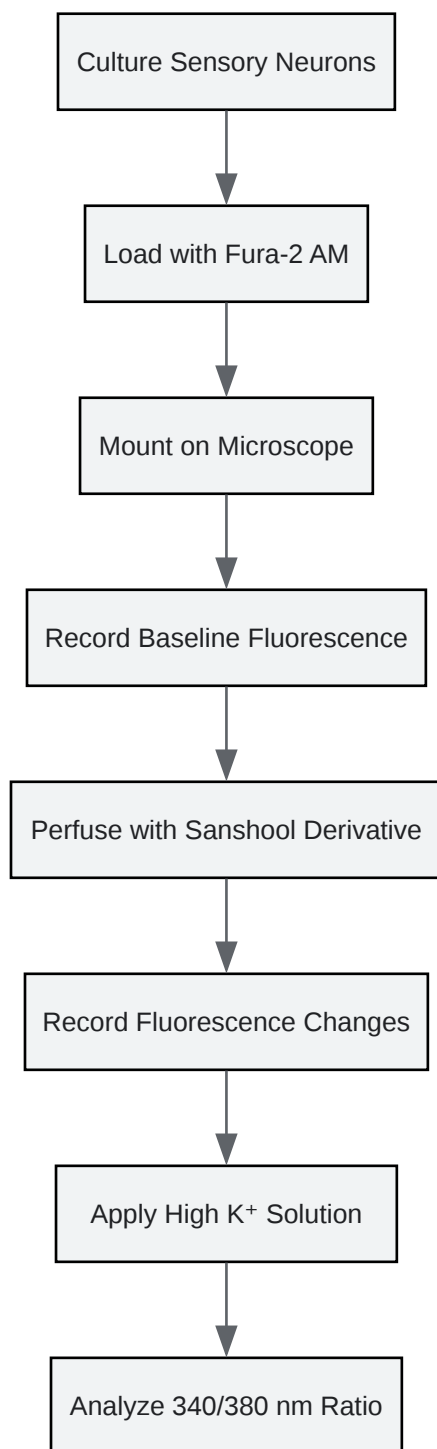 Culture Sensory Neurons
Load with Fura-2 AM
Mount on Microscope
Record Baseline Fluorescence
Perfuse with Sanshool Derivative
Record Fluorescence Changes
Apply High K⁺ Solution
Analyze 340/380 nm Ratio